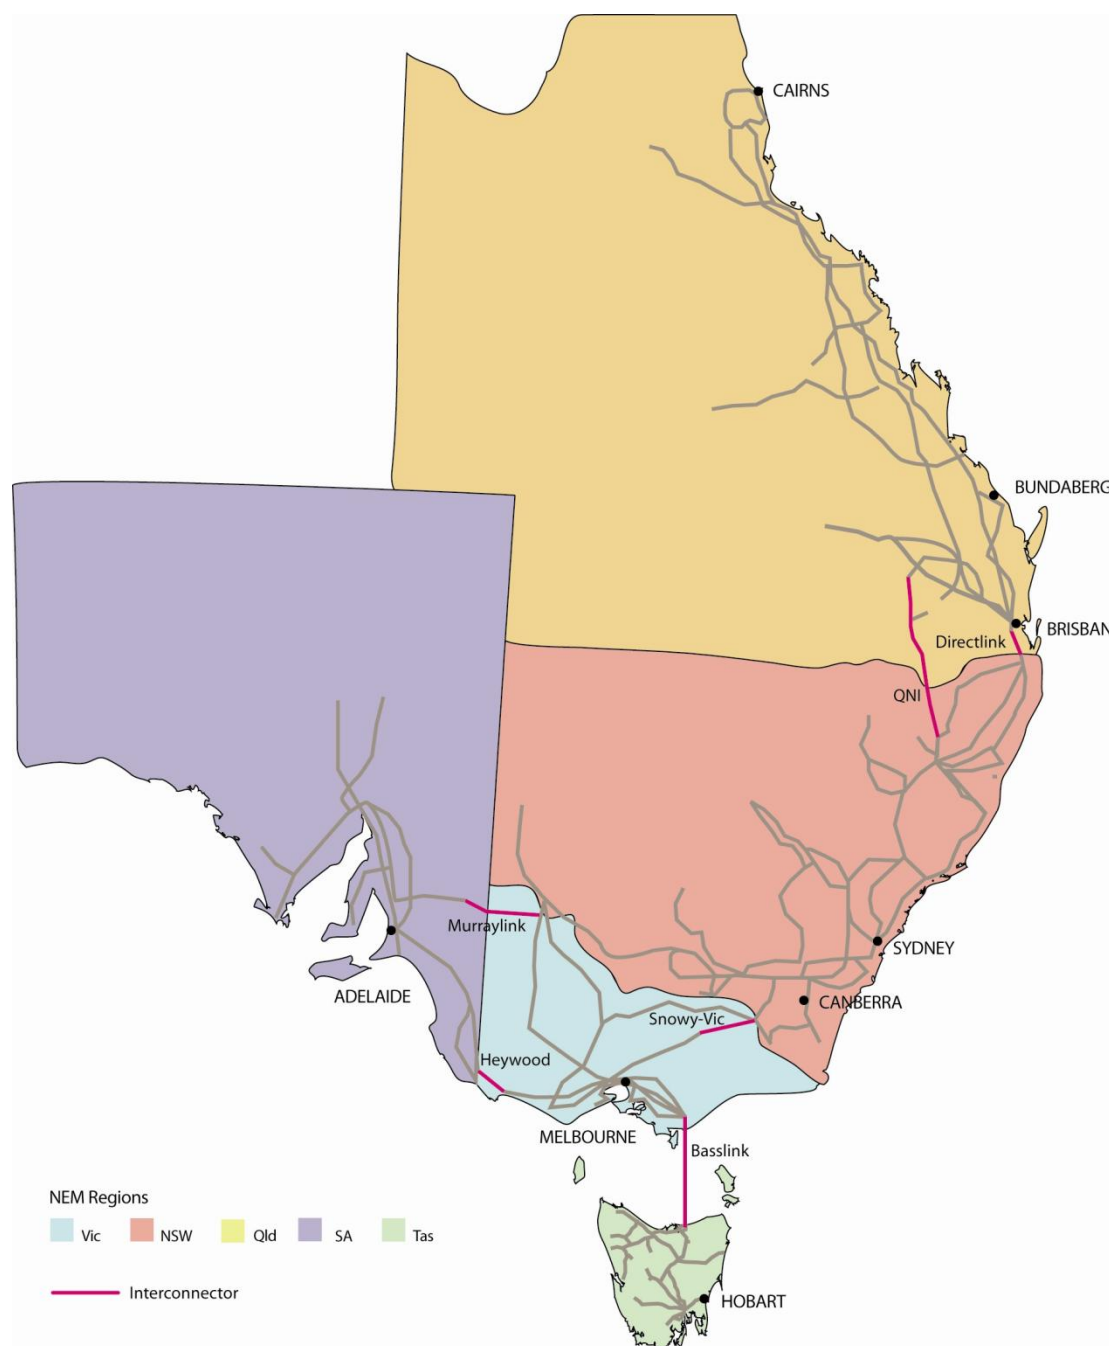 CAIRNS
BUNDABERG
BRISBAN
Directlink
QNI
Murraylink
SYDNEY
ADELAIDE
CANBERRA
Snowy-Vic
Heywood
MELBOURNE
Basslink
NEM Regions
Vic NSW Qld SA Tas
Interconnector
HOBART